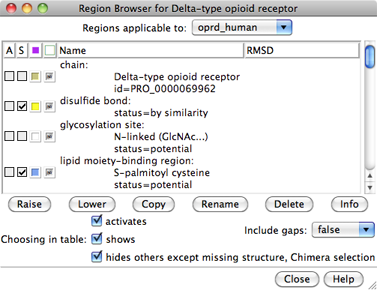 Region Browser for Delta-type opioid receptor
Regions applicable to: oprd_human
A S Name RMSD
chain:
Delta-type opioid receptor
id=PRO_0000069962
disulfide bond:
status=by similarity
glycosylation site:
N-linked (GlcNAc...)
status=potential
lipid moiety-binding region:
S-palmitoyl cysteine
status=potential
Raise Lower Copy Rename Delete Info
activates
Choosing in table: shows Include gaps: false
hides others except missing structure, Chimera selection
Close Help